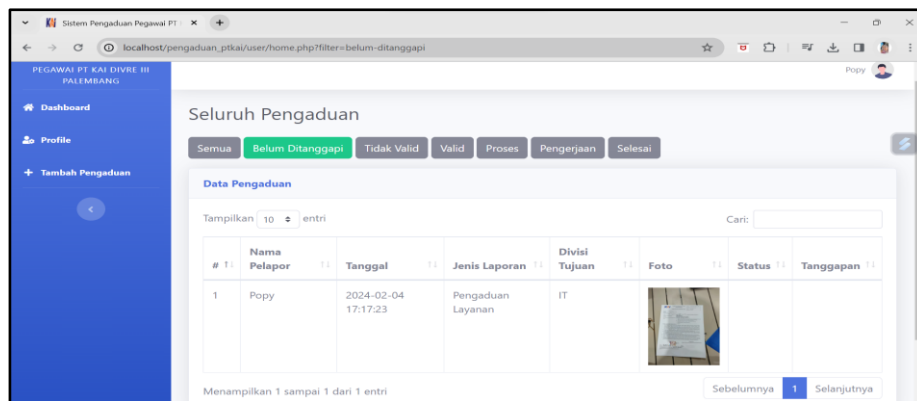 Sistem Pengaduan Pegawai PT
localhost/pengaduan_ptkai/user/home.php?filter=belum-ditanggapi
PEGAWAI PT KAI DIVRE III
PALEMBANG
Popy
Dashboard
Profile
Tambah Pengaduan
Seluruh Pengaduan
Semua Belum Ditanggapi Tidak Valid Valid Proses Pengerjaan Selesai
Data Pengaduan
Tampilkan 10 entri Cari:
# Nama Pelapor Tanggal Jenis Laporan Divisi Tujuan Foto Status Tanggapan
1 Popy 2024-02-04 17:17:23 Pengaduan Layanan IT
Menampilkan 1 sampai 1 dari 1 entri
Sebelumnya 1 Selanjutnya